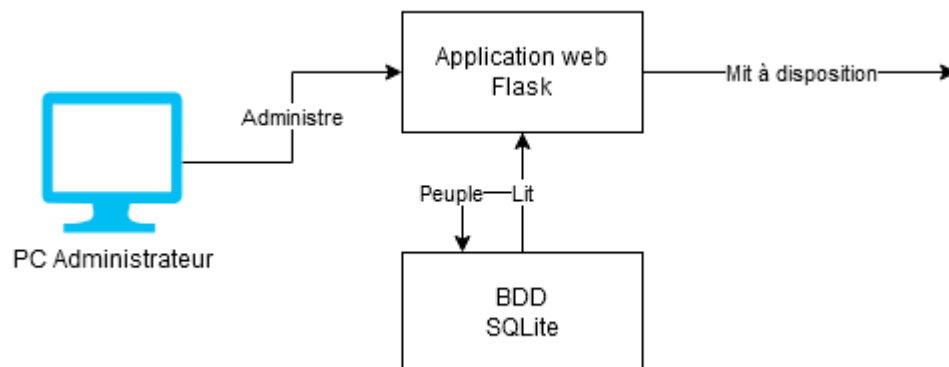 Application web
Flask
Mit à disposition
Administre
Peuple
Lit
PC Administrateur
BDD
SQLite